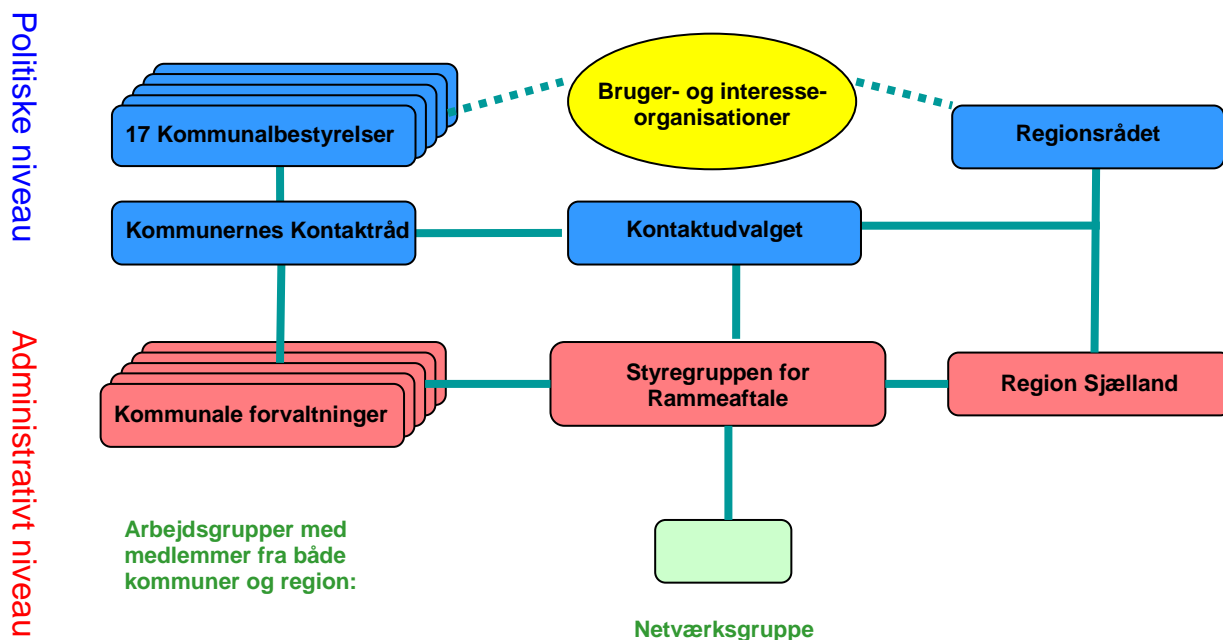 Politiske niveau
Bruger- og interesse-
organisationer
17 Kommunalbestyrelser
Regionsrådet
Kommunernes Kontaktråd
Kontaktudvalget
Administrativt niveau
Styregruppen for
Rammeaftale
Region Sjælland
Kommunale forvaltninger
Arbejdsgrupper med
medlemmer fra både
kommuner og region:
Netværksgruppe